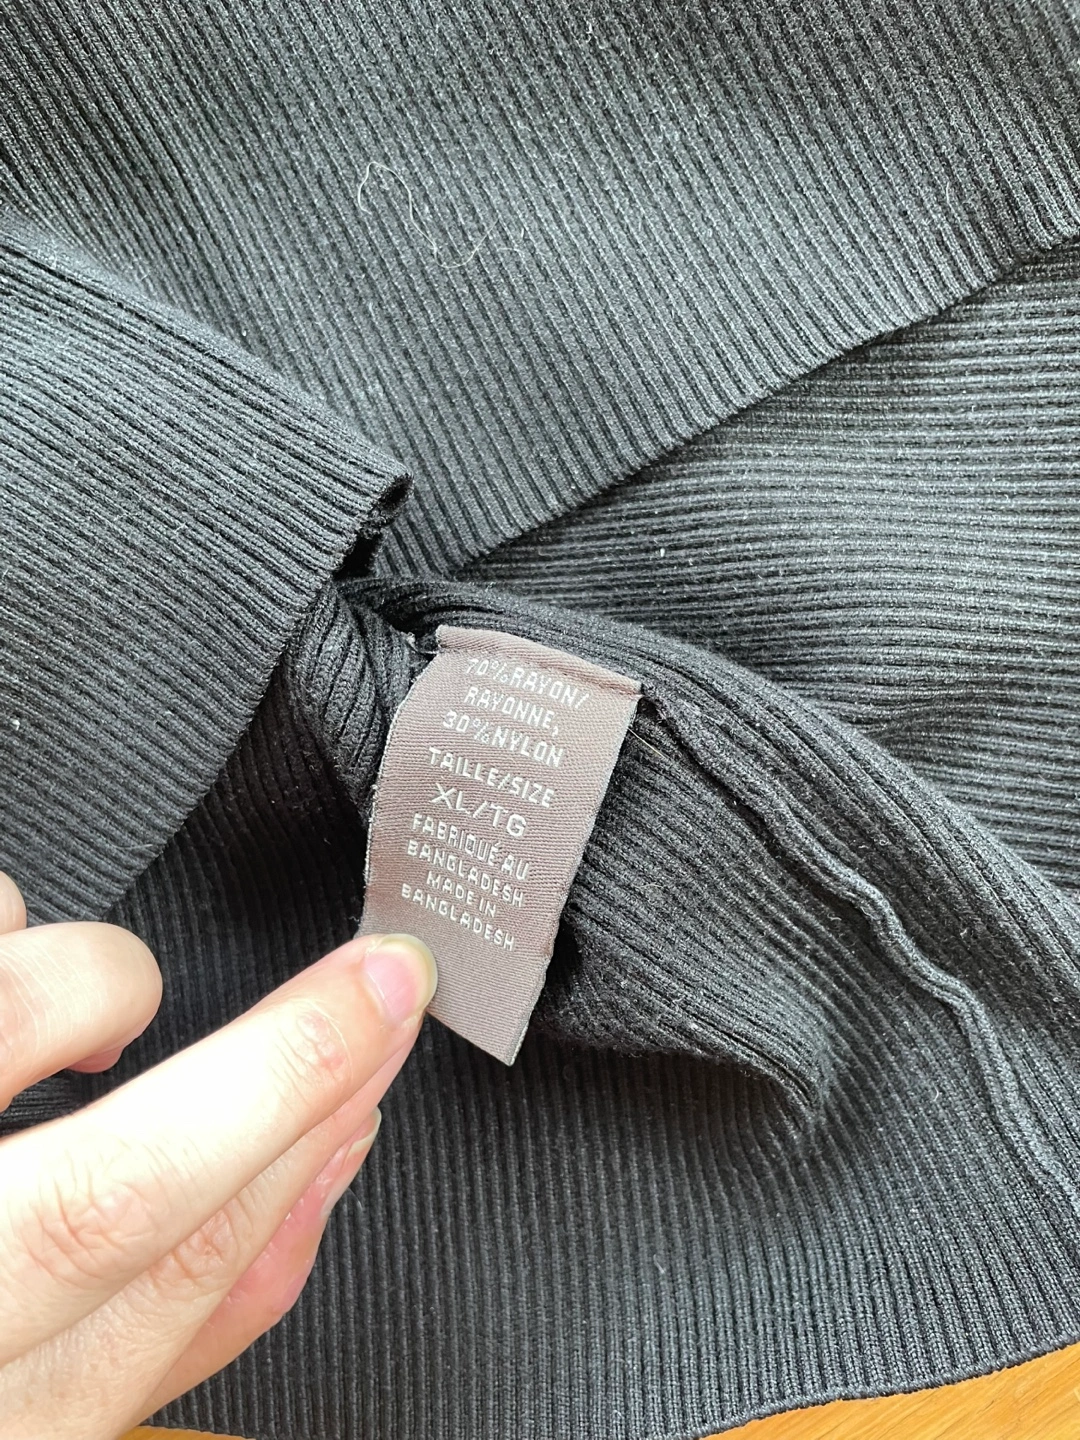 70%RAYON/
RAYONNE,
30%NYLON
TAILLE/SIZE
XL/TG
FABRIQUÉ AU
BANGLADESH
MADE IN
BANGLADESH